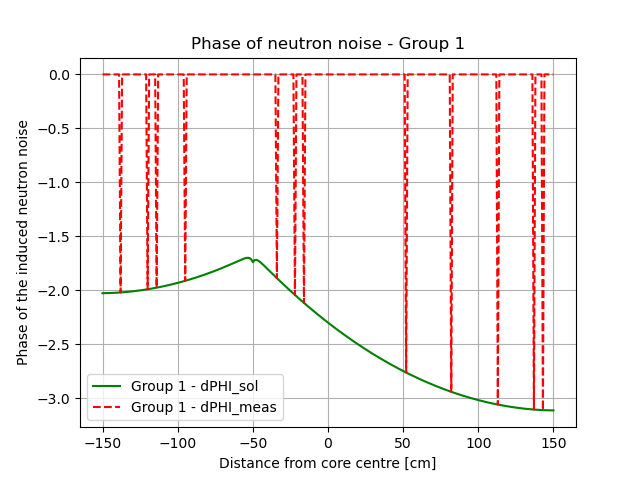 Phase of neutron noise - Group 1
Phase of the induced neutron noise
0.0
−0.5
−1.0
−1.5
−2.0
−2.5
−3.0
Group 1 - dPHI_sol
Group 1 - dPHI_meas
−150
−100
−50
0
50
100
150
Distance from core centre [cm]